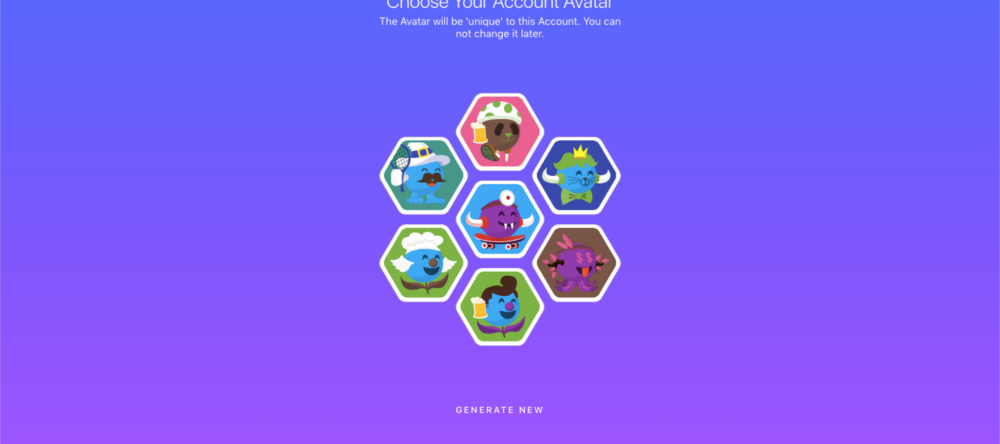 Choose Your Account Avatar
The Avatar will be 'unique' to this Account. You can
not change it later.
$ $
GENERATE NEW